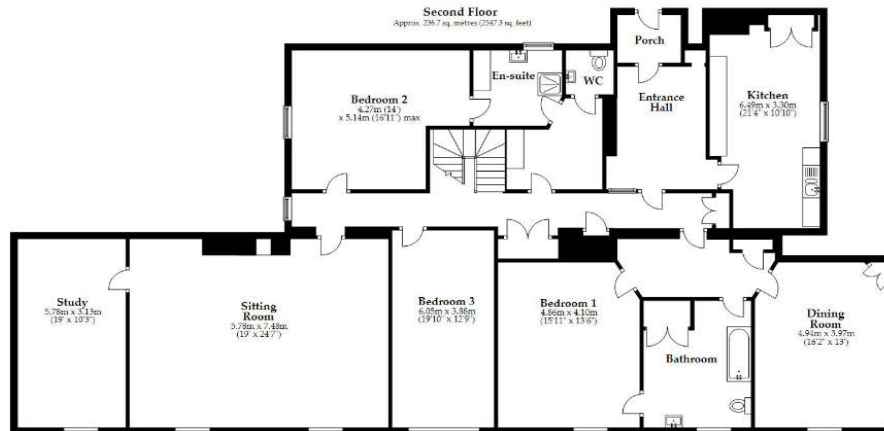 Second Floor
Approx. 236.7 sq. metres (2547.3 sq. feet)
Porch
En-suite
WC
Bedroom 2
4.27m (14')
x 5.14m (16'11") max
Entrance
Hall
Kitchen
6.49m x 3.30m
(21'4" x 10'10")
Study
5.78m x 3.13m
(19' x 10'3")
Sitting
Room
5.78m x 7.48m
(19' x 24'7")
Bedroom 3
6.05m x 3.88m
(19'10" x 12'9")
Bedroom 1
4.86m x 4.10m
(15'11" x 13'6")
Bathroom
Dining
Room
4.94m x 3.97m
(16'2" x 13')